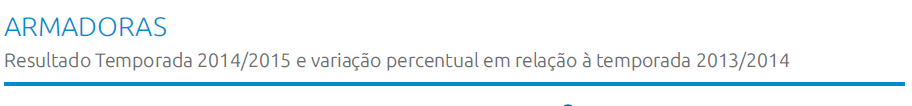 ARMADORAS
Resultado Temporada 2014/2015 e variação percentual em relação à temporada 2013/2014